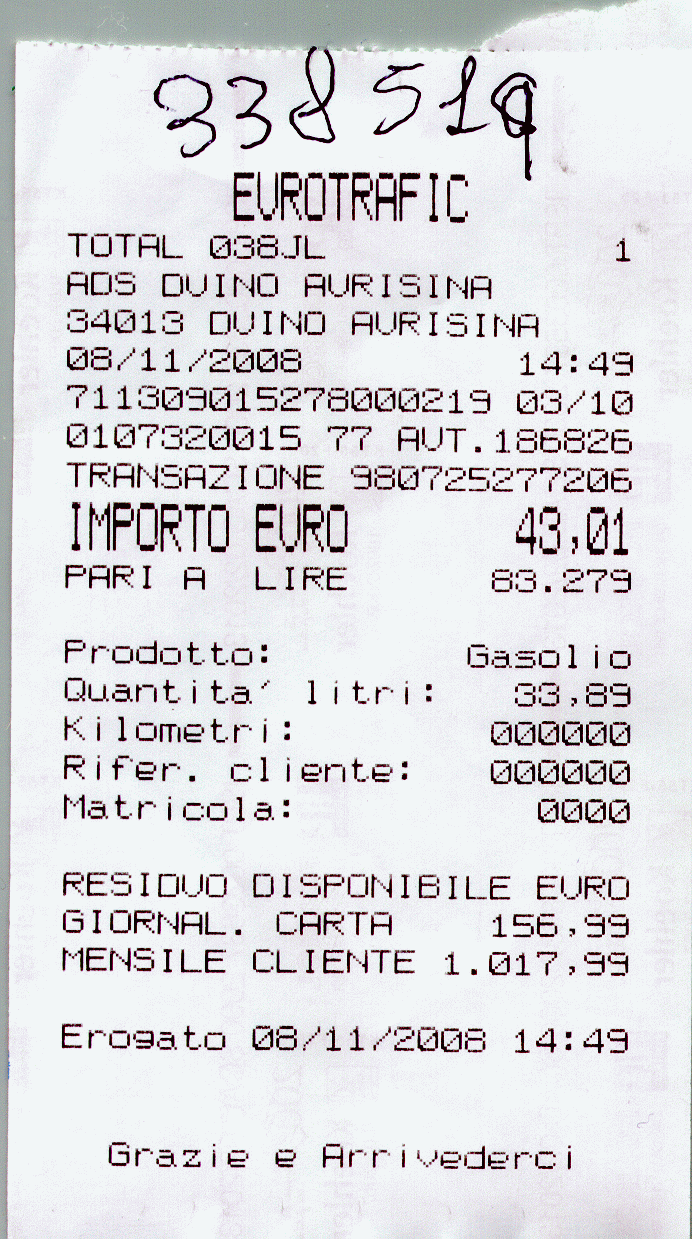 338519
EUROTRAFIC
TOTAL 038JL 1
ADS DUINO AURISINA
34013 DUINO AURISINA
08/11/2008 14:49
711309015278000219 03/10
0107320015 77 AUT.186826
TRANSAZIONE 980725277206
IMPORTO EURO 43,01
PARI A LIRE 83.279
Prodotto: Gasolio
Quantita' litri: 33,89
Kilometri: 000000
Rifer. cliente: 000000
Matricola: 0000
RESIDUO DISPONIBILE EURO
GIORNAL. CARTA 156,99
MENSILE CLIENTE 1.017,99
Erogato 08/11/2008 14:49
Grazie e Arrivederci